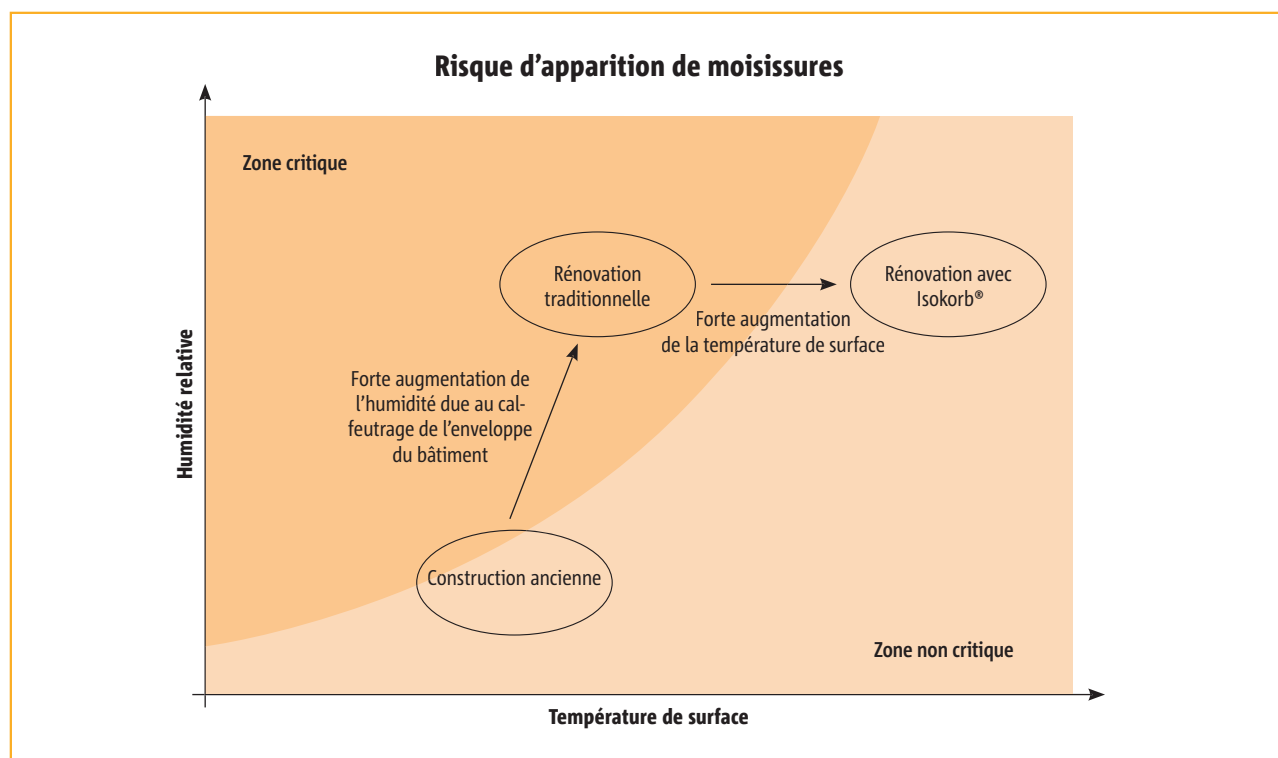 Risque d'apparition de moisissures
Zone critique
Rénovation
traditionnelle
Rénovation avec
Isokorb®
Forte augmentation
de la température de surface
Forte augmentation de
l'humidité due au cal-
feutrage de l'enveloppe
du bâtiment
Construction ancienne
Zone non critique
Humidité relative
Température de surface